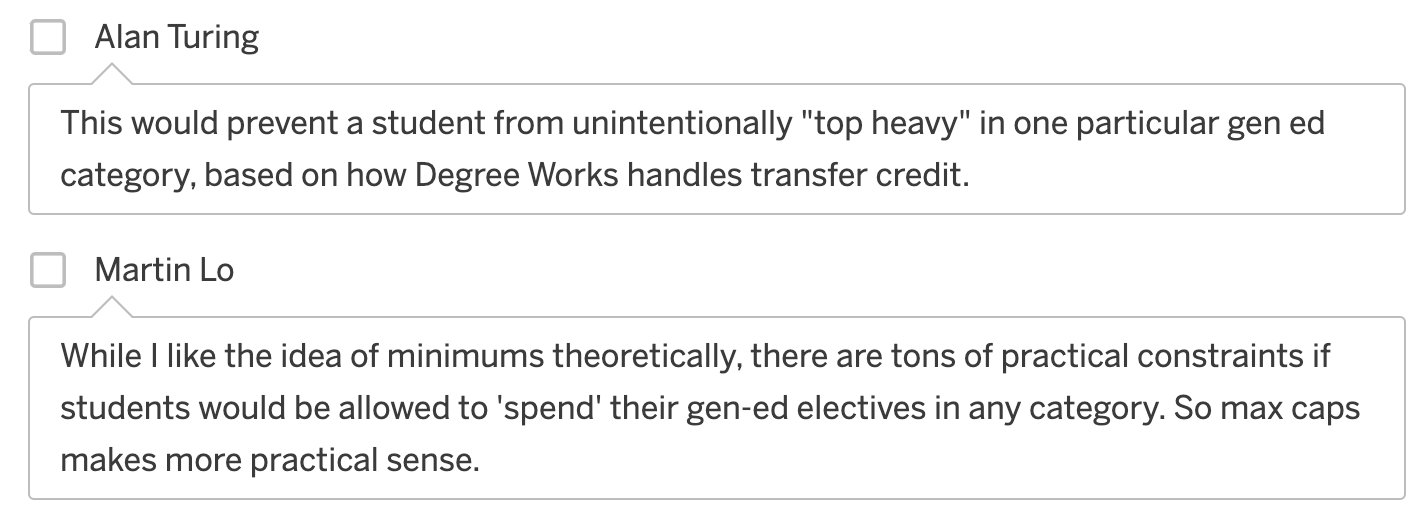 Alan Turing
This would prevent a student from unintentionally "top heavy" in one particular gen ed
category, based on how Degree Works handles transfer credit.
Martin Lo
While I like the idea of minimums theoretically, there are tons of practical constraints if
students would be allowed to 'spend' their gen-ed electives in any category. So max caps
makes more practical sense.